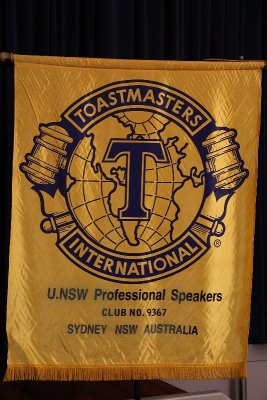 TOASTMASTERS
T
INTERNATIONAL
®
U.NSW Professional Speakers
CLUB NO. 9367
SYDNEY NSW AUSTRALIA